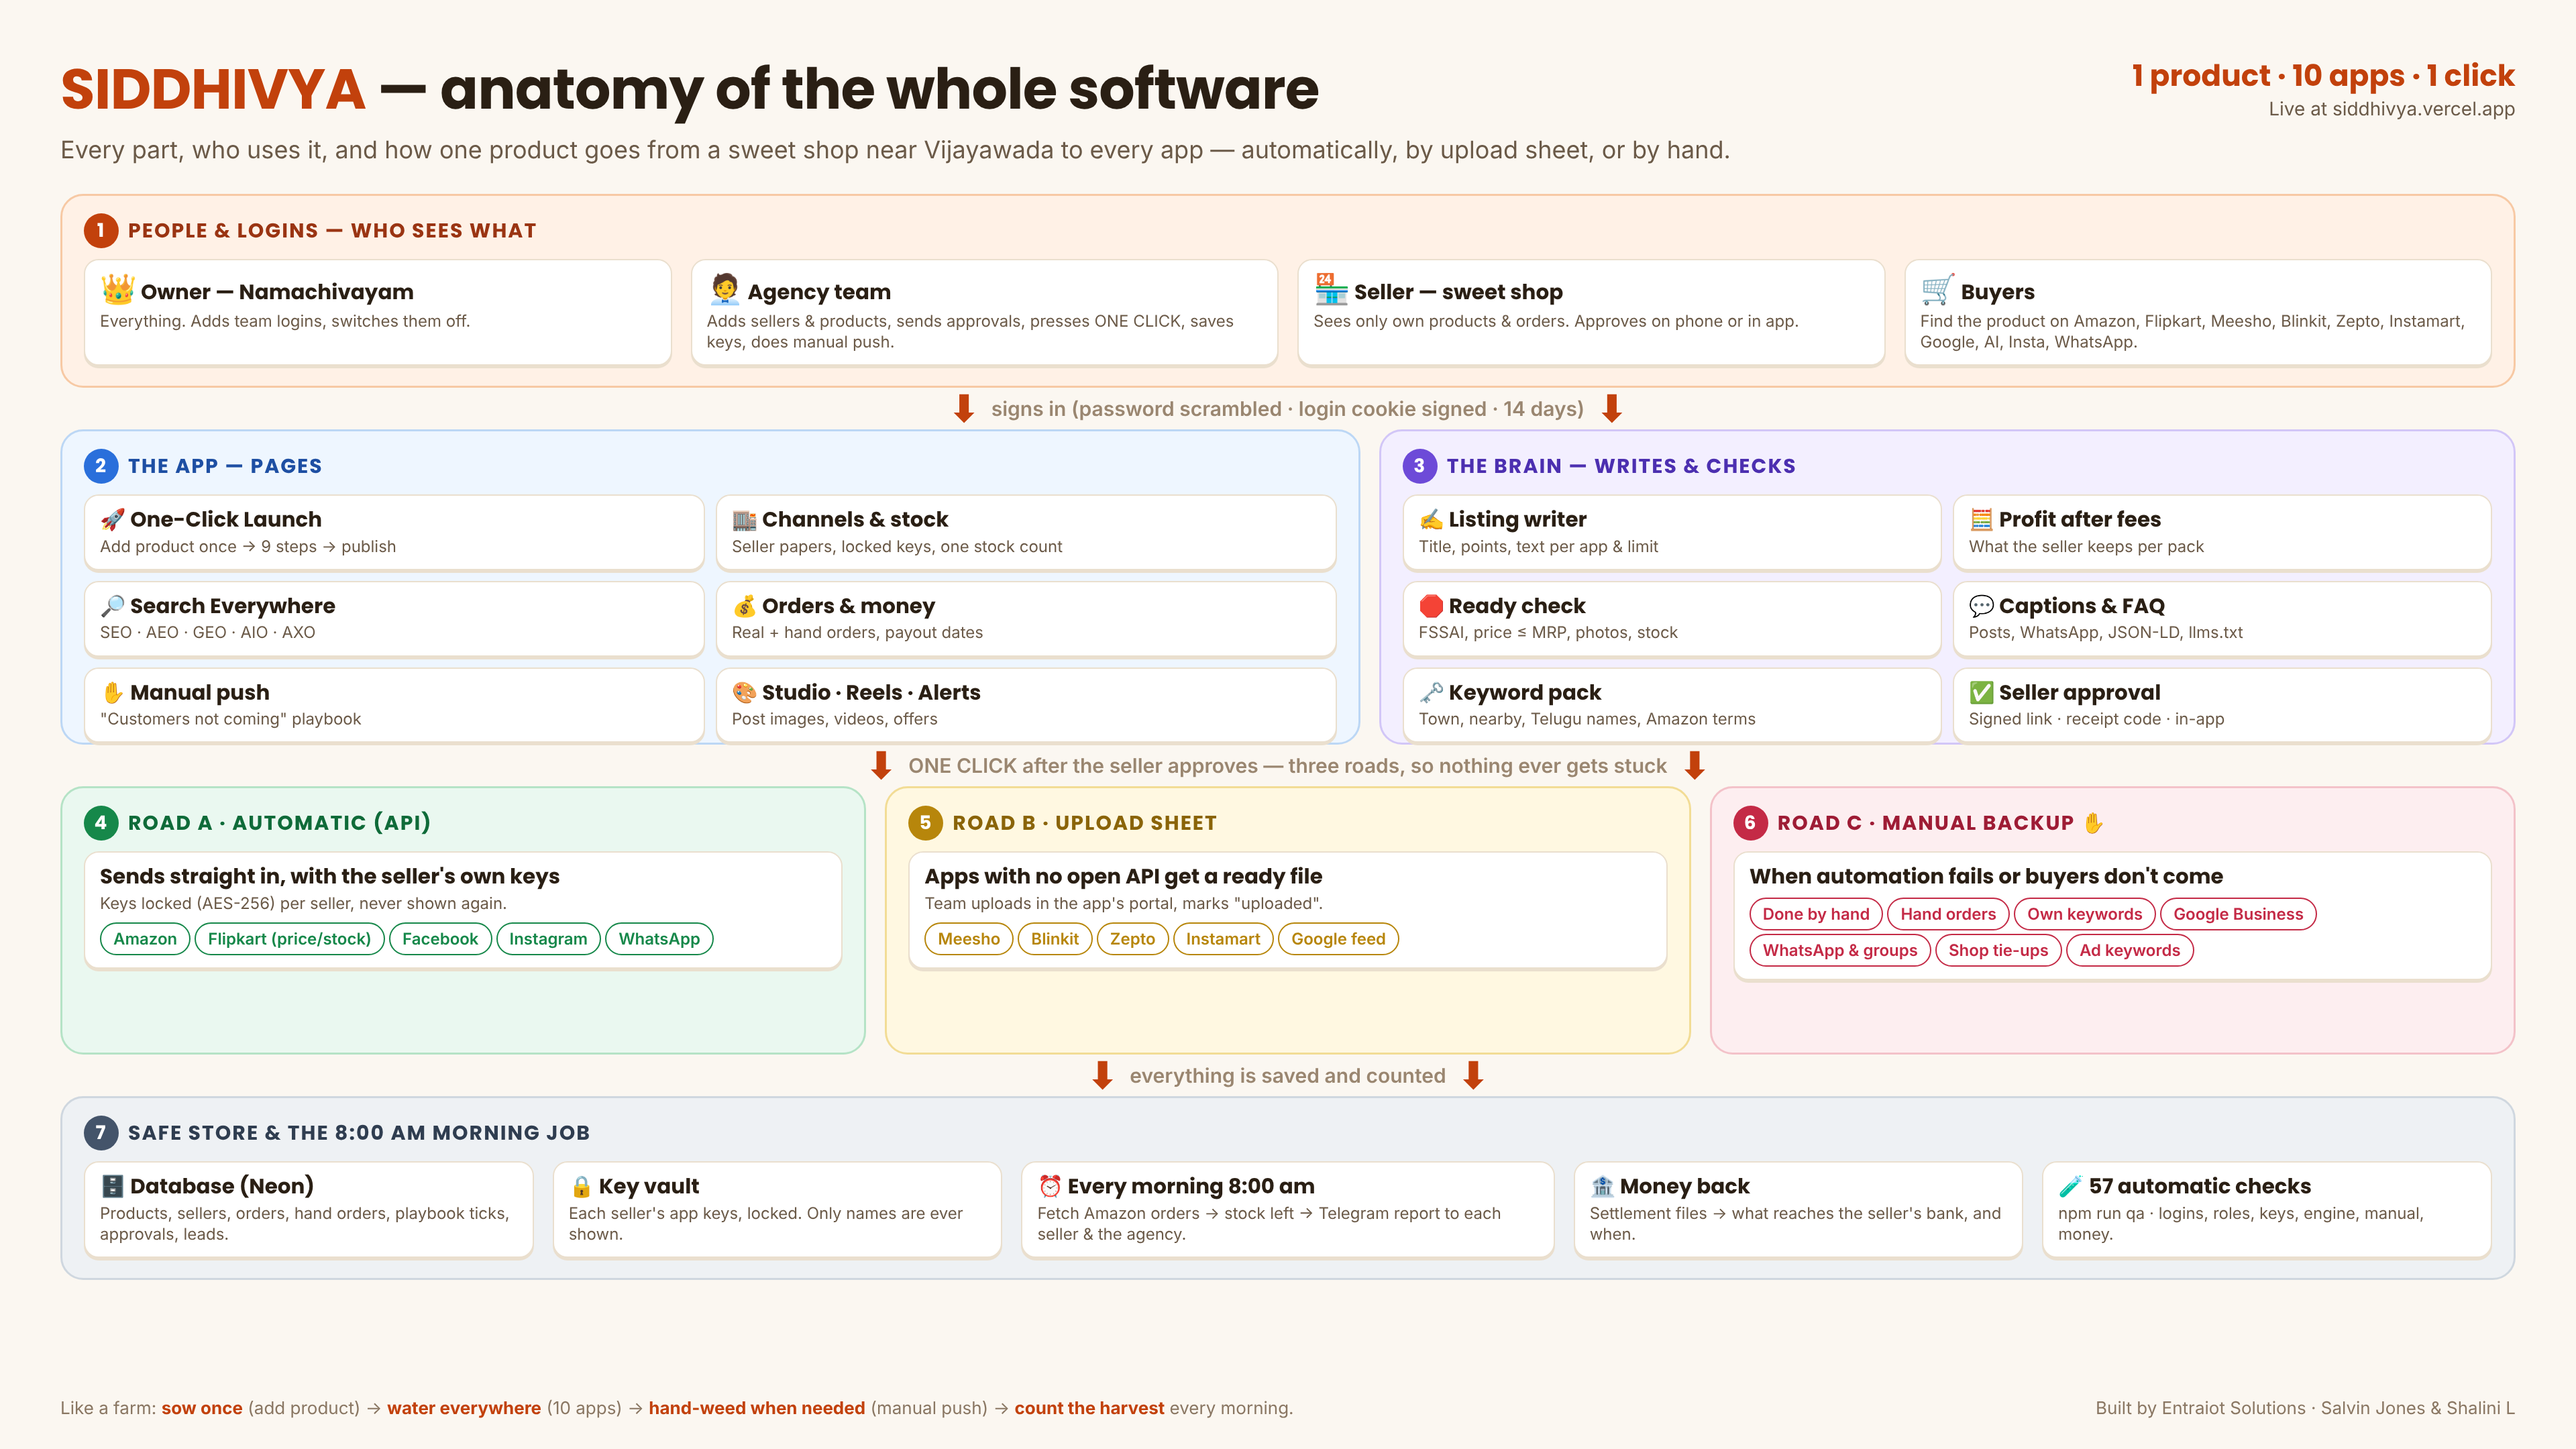 SIDDHIVYA — anatomy of the whole software
1 product · 10 apps · 1 click
Live at siddhivya.vercel.app
Every part, who uses it, and how one product goes from a sweet shop near Vijayawada to every app — automatically, by upload sheet, or by hand.
1 PEOPLE & LOGINS — WHO SEES WHAT
Owner — Namachivayam
Everything. Adds team logins, switches them off.
Agency team
Adds sellers & products, sends approvals, presses ONE CLICK, saves
keys, does manual push.
24
Seller — sweet shop
Sees only own products & orders. Approves on phone or in app.
Buyers
Find the product on Amazon, Flipkart, Meesho, Blinkit, Zepto, Instamart,
Google, AI, Insta, WhatsApp.
signs in (password scrambled · login cookie signed · 14 days)
2 THE APP — PAGES
One-Click Launch
Add product once → 9 steps → publish
Channels & stock
Seller papers, locked keys, one stock count
Search Everywhere
SEO · AEO · GEO · AIO · AXO
Orders & money
Real + hand orders, payout dates
Manual push
"Customers not coming" playbook
Studio · Reels · Alerts
Post images, videos, offers
3 THE BRAIN — WRITES & CHECKS
Listing writer
Title, points, text per app & limit
Profit after fees
What the seller keeps per pack
Ready check
FSSAI, price ≤ MRP, photos, stock
Captions & FAQ
Posts, WhatsApp, JSON-LD, llms.txt
Keyword pack
Town, nearby, Telugu names, Amazon terms
Seller approval
Signed link · receipt code · in-app
ONE CLICK after the seller approves — three roads, so nothing ever gets stuck
4 ROAD A · AUTOMATIC (API)
Sends straight in, with the seller's own keys
Keys locked (AES-256) per seller, never shown again.
Amazon Flipkart (price/stock) Facebook Instagram WhatsApp
5 ROAD B · UPLOAD SHEET
Apps with no open API get a ready file
Team uploads in the app's portal, marks "uploaded".
Meesho Blinkit Zepto Instamart Google feed
6 ROAD C · MANUAL BACKUP
When automation fails or buyers don't come
Done by hand Hand orders Own keywords Google Business
WhatsApp & groups Shop tie-ups Ad keywords
everything is saved and counted
7 SAFE STORE & THE 8:00 AM MORNING JOB
Database (Neon)
Products, sellers, orders, hand orders, playbook ticks,
approvals, leads.
Key vault
Each seller's app keys, locked. Only names are ever
shown.
Every morning 8:00 am
Fetch Amazon orders → stock left → Telegram report to each
seller & the agency.
Money back
Settlement files → what reaches the seller's bank, and
when.
57 automatic checks
npm run qa · logins, roles, keys, engine, manual,
money.
Like a farm: sow once (add product) → water everywhere (10 apps) → hand-weed when needed (manual push) → count the harvest every morning.
Built by Entraiot Solutions · Salvin Jones & Shalini L